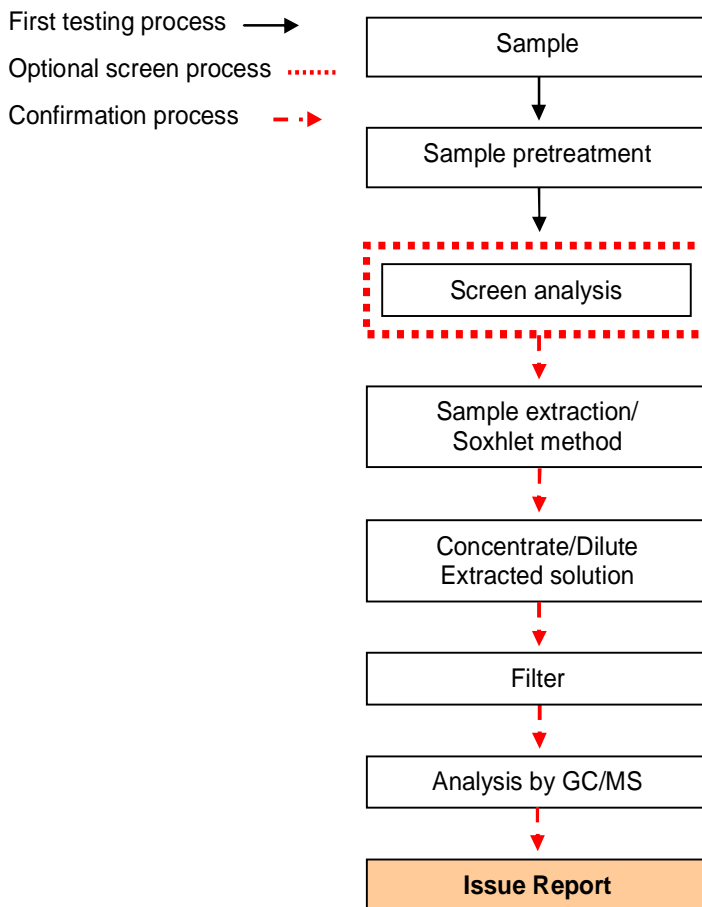 First testing process
Optional screen process
Confirmation process
Sample
Sample pretreatment
Screen analysis
Sample extraction/
Soxhlet method
Concentrate/Dilute
Extracted solution
Filter
Analysis by GC/MS
Issue Report